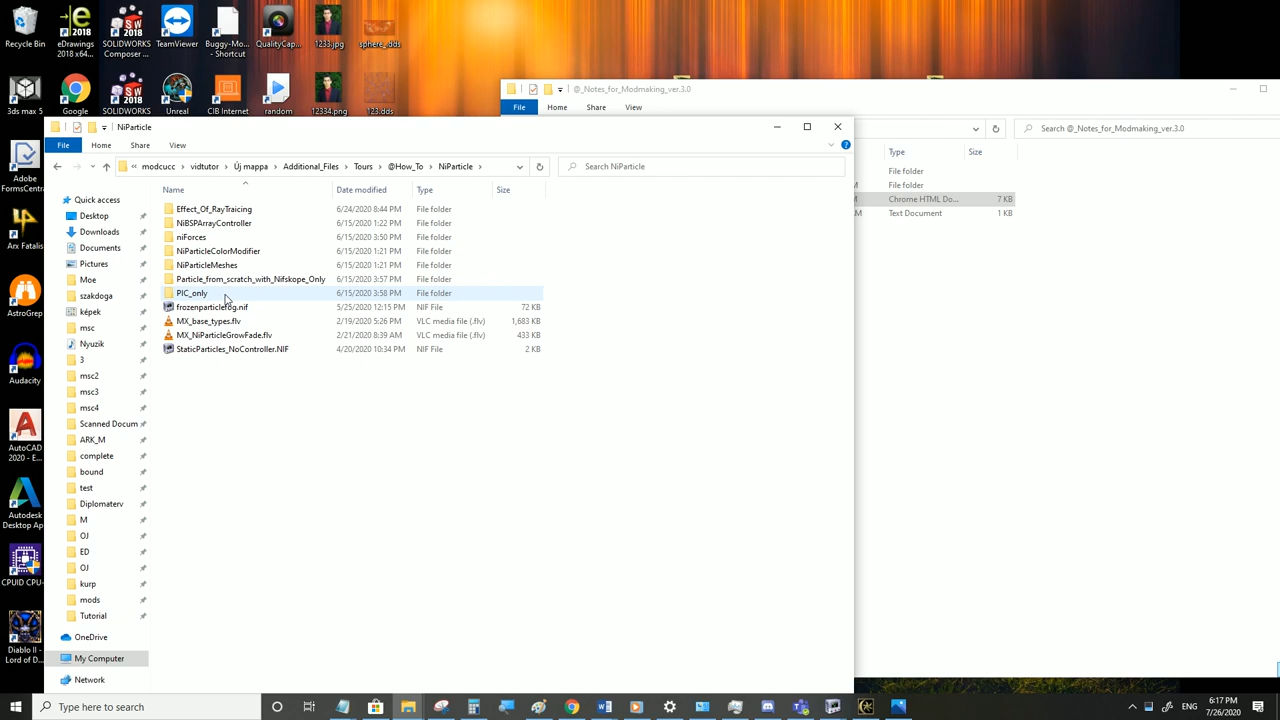 Recycle Bin
eDrawings 2018 x64...
SOLIDWORKS Composer ...
TeamViewer
Buggy-Mo... - Shortcut
QualityCap...
1233.jpg
sphere_.dds
3ds max 5
Google
SOLIDWORKS
Unreal
CIB Internet
random
12334.png
123.dds
@_Notes_for_Modmaking_ver.3.0
File Home Share View
Search @_Notes_for_Modmaking_ver.3.0
Type Size
File folder
File folder
Chrome HTML Do... 7 KB
Text Document 1 KB
NiParticle
File Home Share View
« modcucc > vidtutor > Új mappa > Additional_Files > Tours > @How_To > NiParticle >
Search NiParticle
Name Date modified Type Size
Effect_Of_RayTraicing 6/24/2020 8:44 PM File folder
NiBSPArrayController 6/15/2020 1:22 PM File folder
niForces 6/15/2020 3:50 PM File folder
NiParticleColorModifier 6/15/2020 1:21 PM File folder
NiParticleMeshes 6/15/2020 1:21 PM File folder
Particle_from_scratch_with_Nifskope_Only 6/15/2020 3:57 PM File folder
PIC_only 6/15/2020 3:58 PM File folder
frozenparticlefog.nif 5/25/2020 12:15 PM NIF File 72 KB
MX_base_types.flv 2/19/2020 5:26 PM VLC media file (.flv) 1,683 KB
MX_NiParticleGrowFade.flv 2/21/2020 8:39 AM VLC media file (.flv) 433 KB
StaticParticles_NoController.NIF 4/20/2020 10:34 PM NIF File 2 KB
Quick access
Desktop
Downloads
Documents
Pictures
Moe
szakdoga
képek
msc
Nyuzik
3
msc2
msc3
msc4
Scanned Docum
ARK_M
complete
bound
test
Diplomaterv
M
OJ
ED
OJ
kurp
mods
Tutorial
OneDrive
My Computer
Network
Adobe FormsCentr
Arx Fatalis
AstroGrep
Audacity
AutoCAD 2020 - E...
Autodesk Desktop Ap
CPUID CPU-
Diablo II - Lord of D...
Type here to search
ENG
6:17 PM
7/26/2020